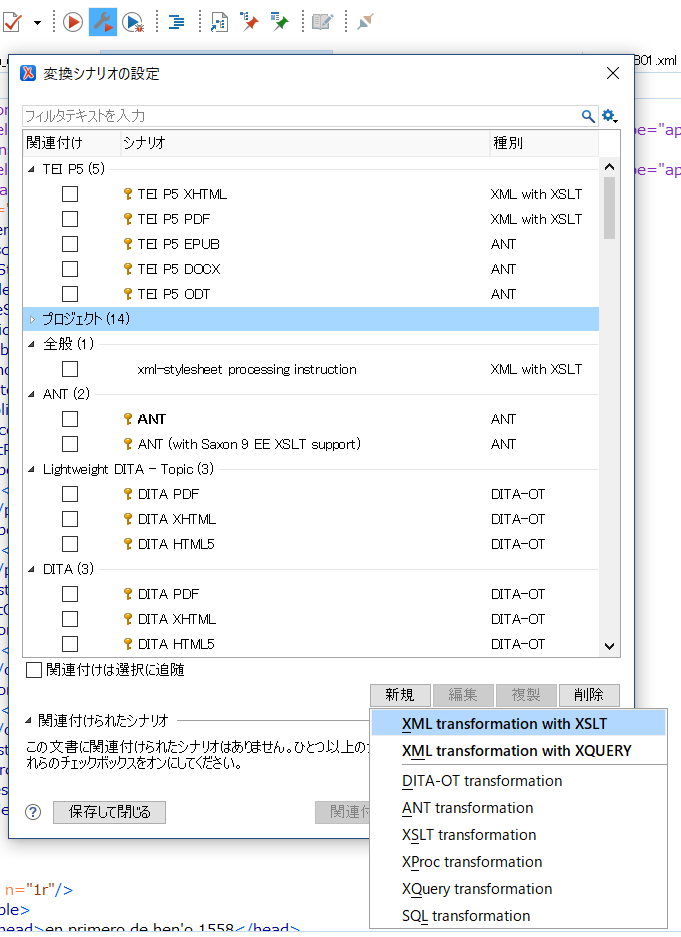 301.xml
変換シナリオの設定
フィルタテキストを入力
関連付け シナリオ 種別
TEI P5 (5)
TEI P5 XHTML XML with XSLT
TEI P5 PDF XML with XSLT
TEI P5 EPUB ANT
TEI P5 DOCX ANT
TEI P5 ODT ANT
プロジェクト (14)
全般 (1)
xml-stylesheet processing instruction XML with XSLT
ANT (2)
ANT ANT
ANT (with Saxon 9 EE XSLT support) ANT
Lightweight DITA - Topic (3)
DITA PDF DITA-OT
DITA XHTML DITA-OT
DITA HTML5 DITA-OT
DITA (3)
DITA PDF DITA-OT
DITA XHTML DITA-OT
DITA HTML5 DITA-OT
関連付けは選択に追随
新規 編集 複製 削除
関連付けられたシナリオ
この文書に関連付けられたシナリオはありません。ひとつ以上の
れらのチェックボックスをオンにしてください。
保存して閉じる 関連付
XML transformation with XSLT
XML transformation with XQUERY
DITA-OT transformation
ANT transformation
XSLT transformation
XProc transformation
XQuery transformation
SQL transformation
n="1r"/>
ble>
head>en primero de hen'o 1558</head>